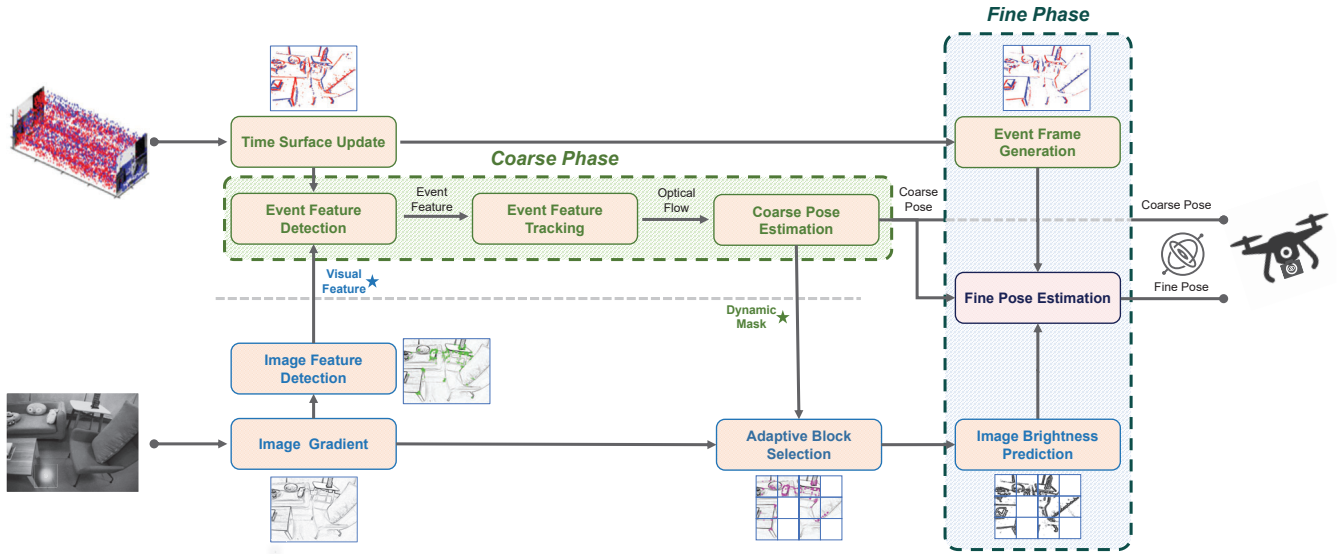 Fine Phase
Time Surface Update
Event Frame
Generation
Coarse Phase
Event Feature
Detection
Event
Feature
Event Feature
Tracking
Optical
Flow
Coarse Pose
Estimation
Coarse
Pose
Coarse Pose
Visual
Feature
Dynamic
Mask
Fine Pose Estimation
Fine Pose
Image Feature
Detection
Image Gradient
Adaptive Block
Selection
Image Brightness
Prediction